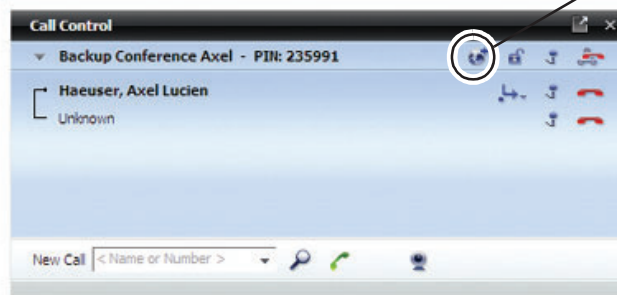 Call Control
Backup Conference Axel - PIN: 235991
Haeuser, Axel Lucien
Unknown
New Call < Name or Number >